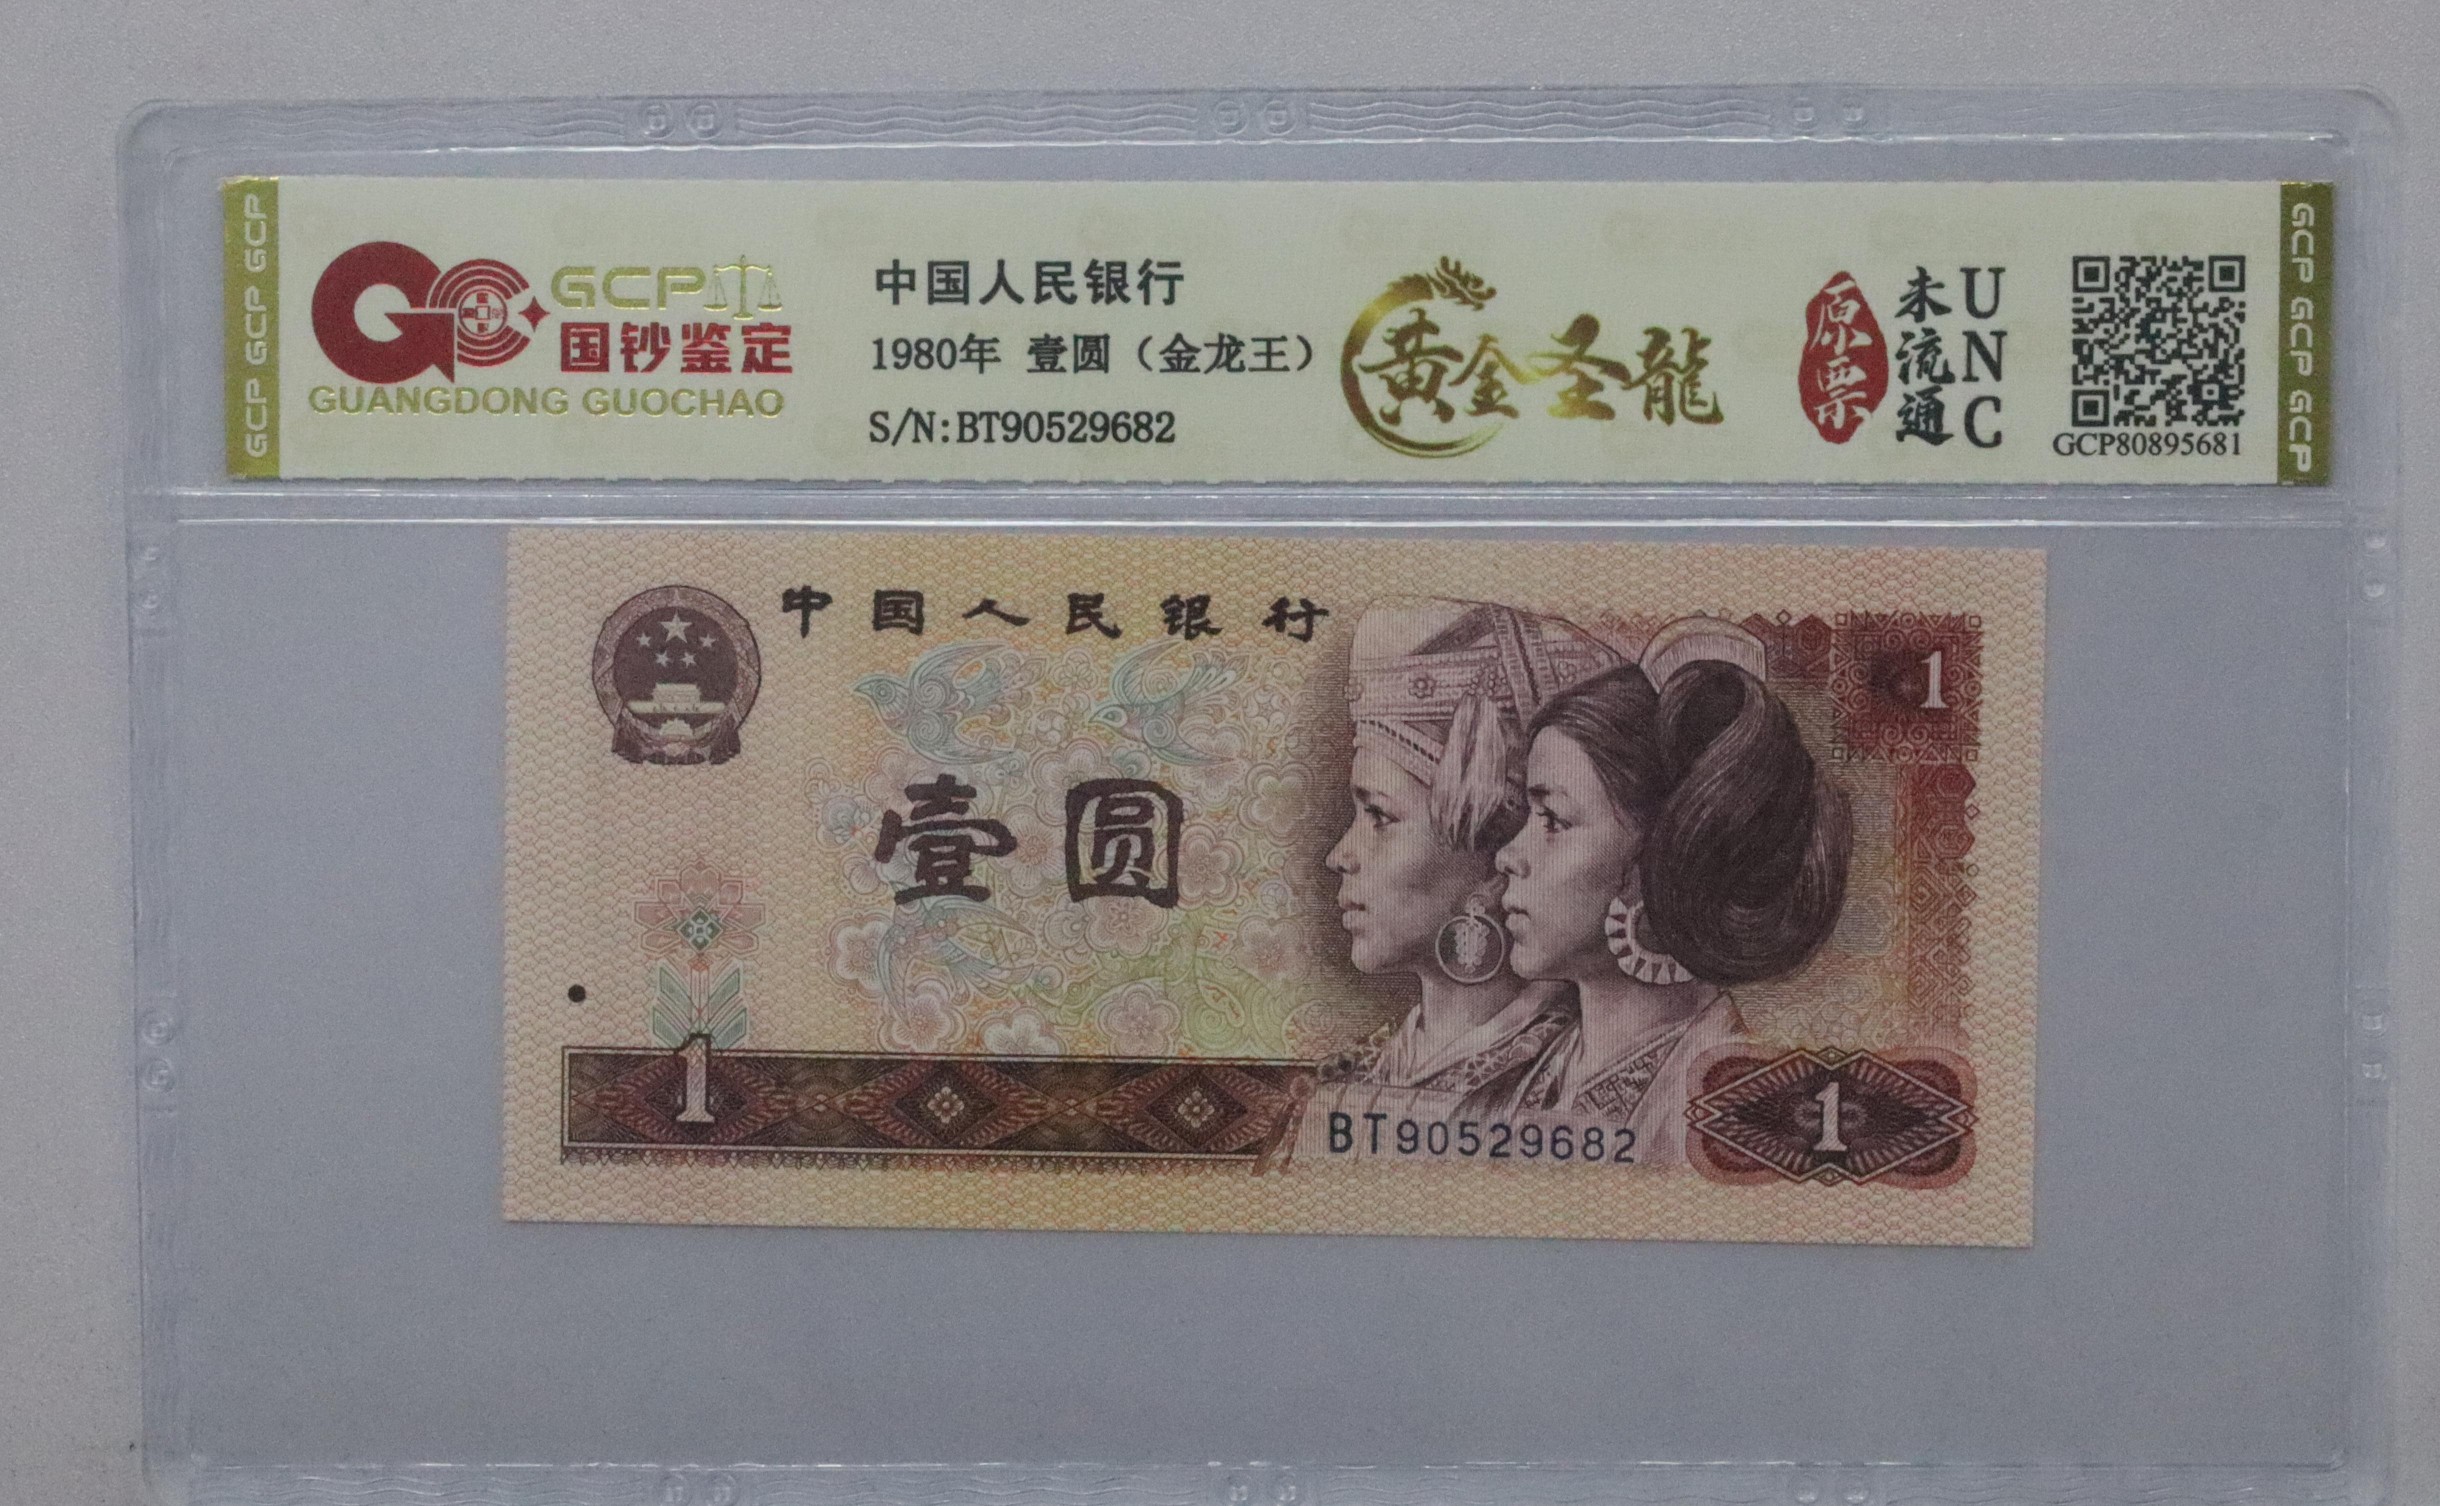 GCP GCP GCP
GCP
国钞鉴定
GUANGDONG GUOCHAO
中国人民银行
1980年 壹圆（金龙王）
S/N:BT90529682
黄金圣龍
原票
未流通
UNC
GCP80895681
GCP GCP GCP
中国人民银行
1
壹圆
1
BT90529682
1